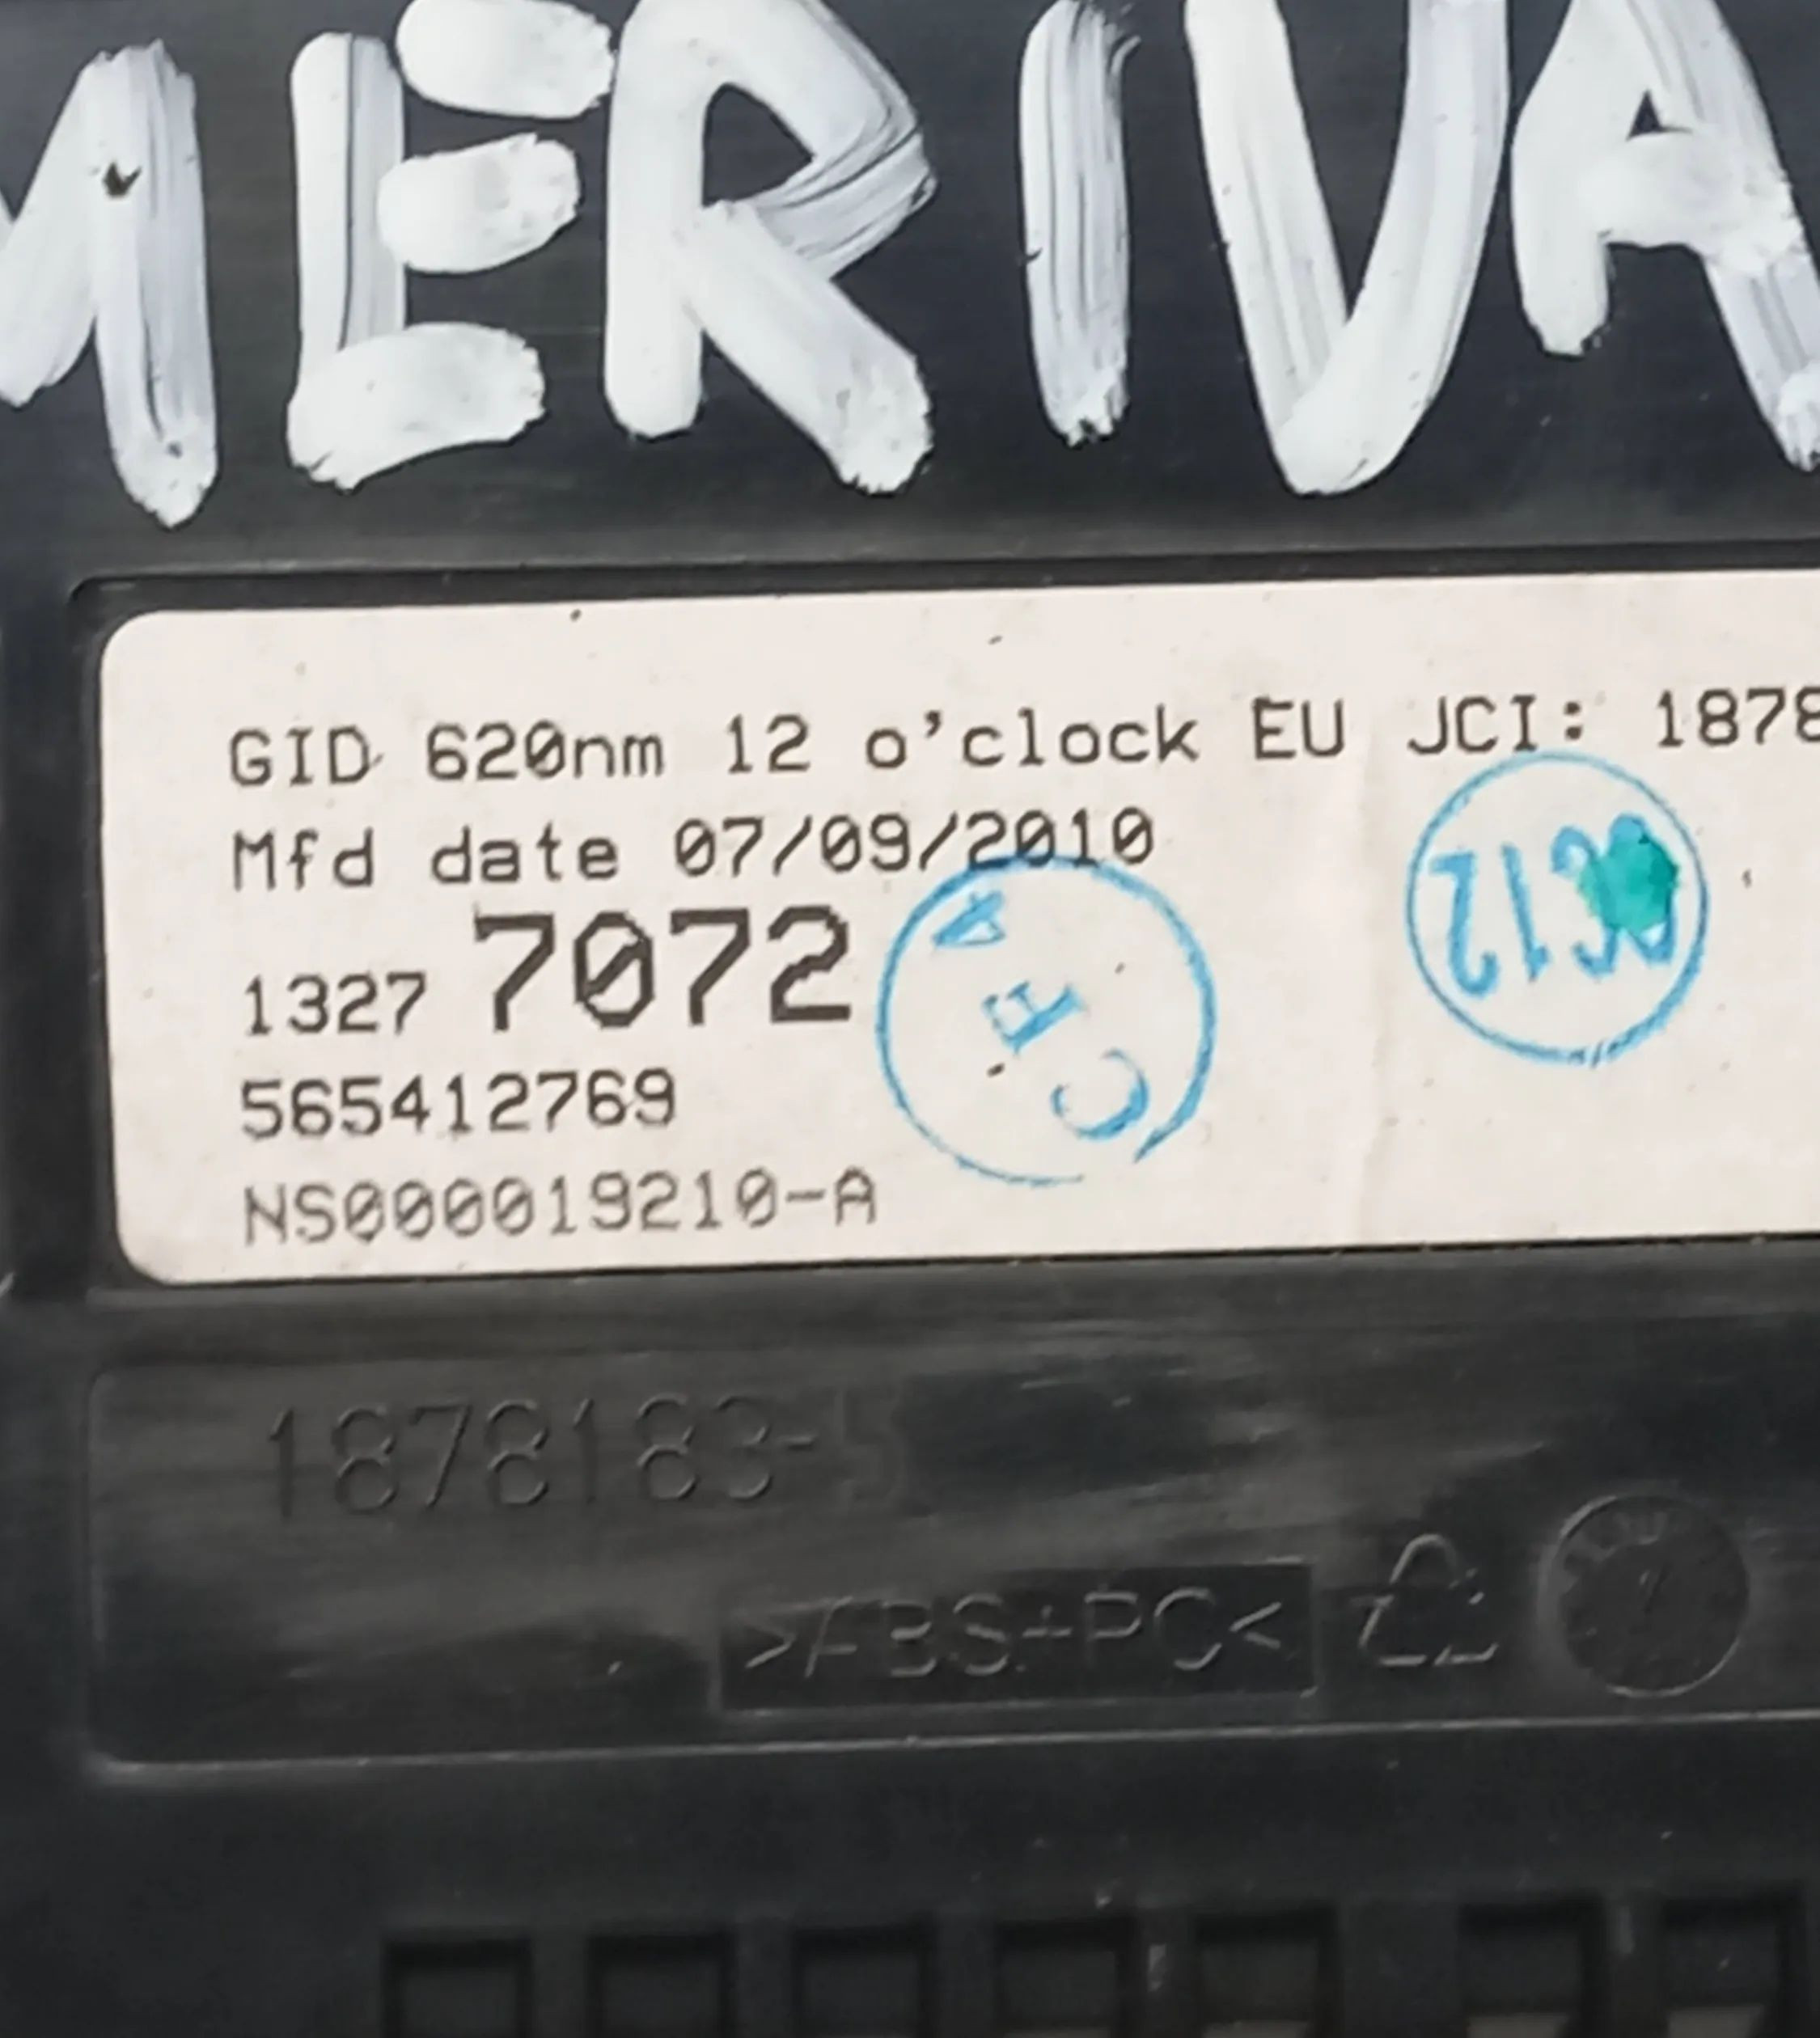 MERIVA
GID 620nm 12 o'clock EU JCI: 1878
Mfd date 07/09/2010
1327 7072
565412769
NS000019210-A
1878183-5
>ABS+PC<